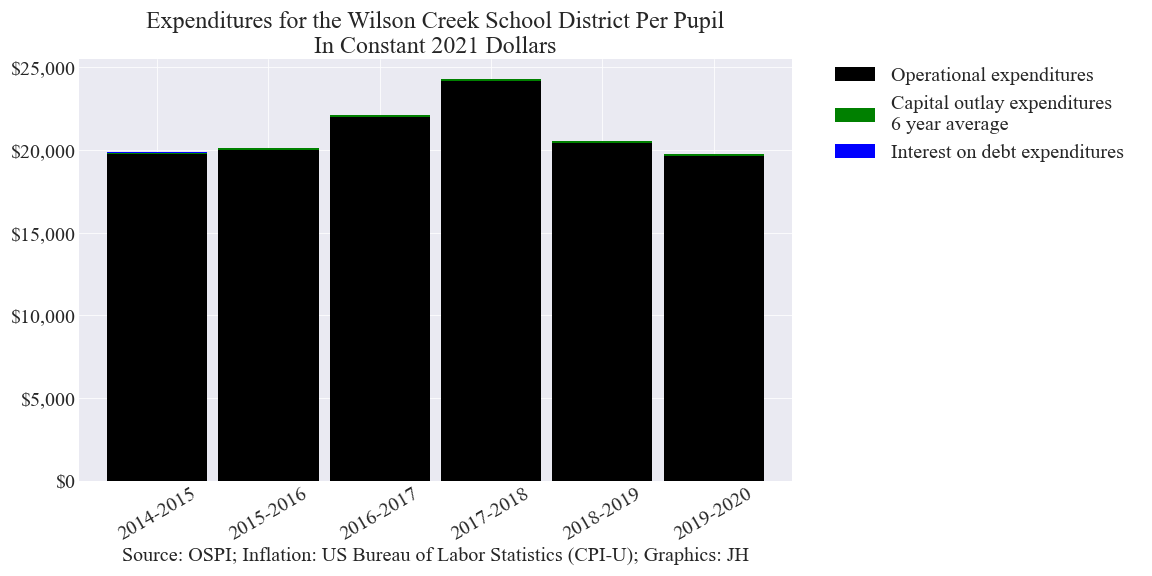 Expenditures for the Wilson Creek School District Per Pupil
In Constant 2021 Dollars
$25,000
$20,000
$15,000
$10,000
$5,000
$0
2014-2015
2015-2016
2016-2017
2017-2018
2018-2019
2019-2020
Source: OSPI; Inflation: US Bureau of Labor Statistics (CPI-U); Graphics: JH
Operational expenditures
Capital outlay expenditures
6 year average
Interest on debt expenditures